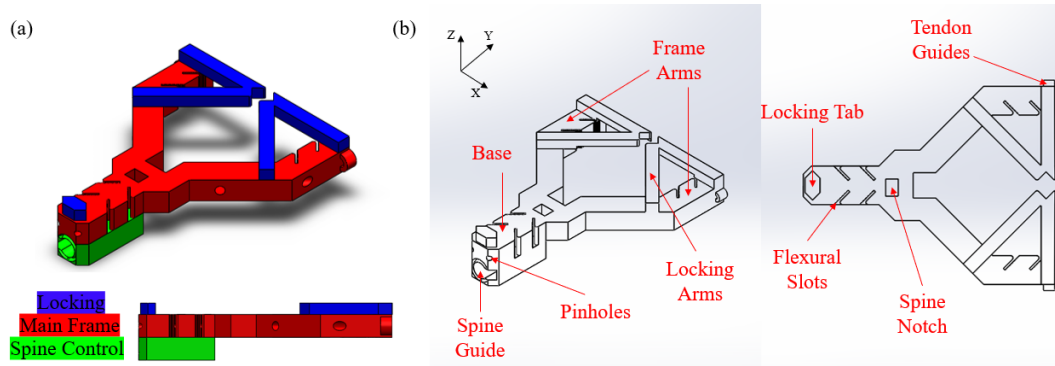 (a)
Locking
Main Frame
Spine Control
(b)
Z
Y
X
Frame
Arms
Base
Locking
Arms
Pinholes
Spine
Guide
Tendon
Guides
Locking Tab
Flexural
Slots
Spine
Notch